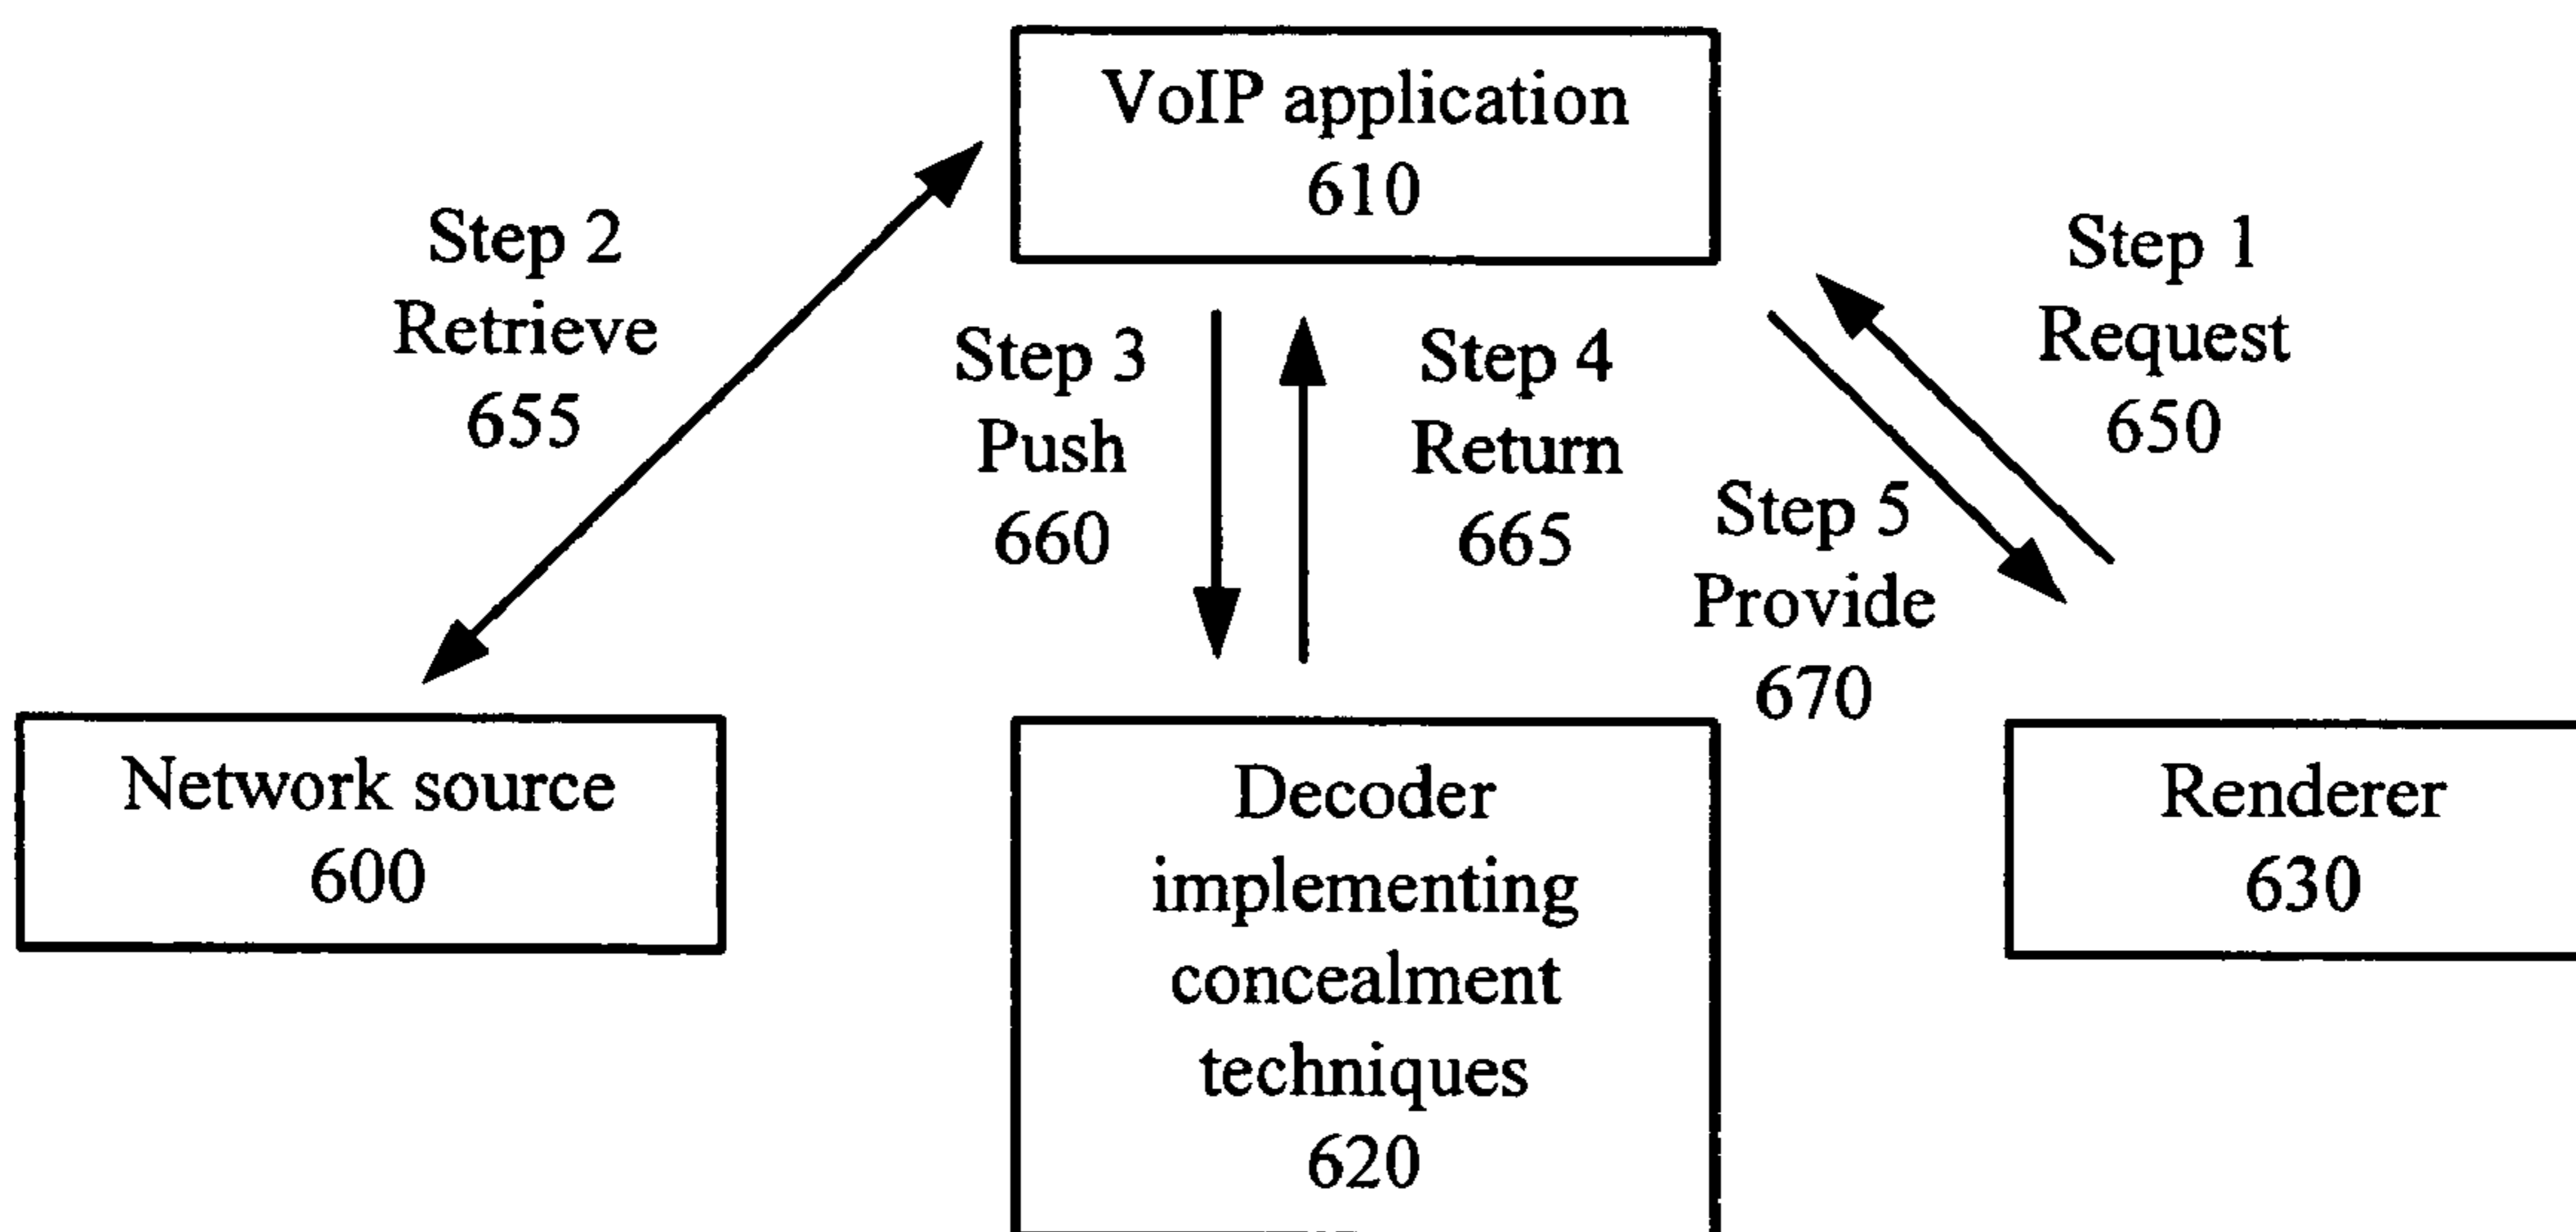 VoIP application
610
Step 2
Retrieve
655
Step 3
Push
660
Step 4
Return
665
Step 1
Request
650
Step 5
Provide
670
Network source
600
Decoder
implementing
concealment
techniques
620
Renderer
630